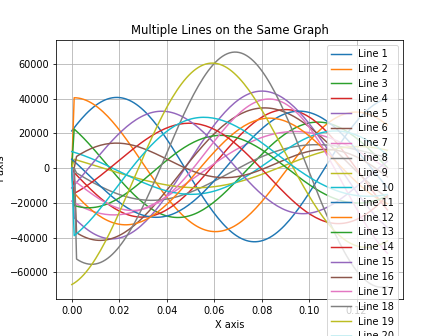 Multiple Lines on the Same Graph
60000
40000
20000
0
−20000
−40000
−60000
0.00
0.02
0.04
0.06
0.08
0.10
X axis
Line 1
Line 2
Line 3
Line 4
Line 5
Line 6
Line 7
Line 8
Line 9
Line 10
Line 11
Line 12
Line 13
Line 14
Line 15
Line 16
Line 17
Line 18
Line 19
Line 20